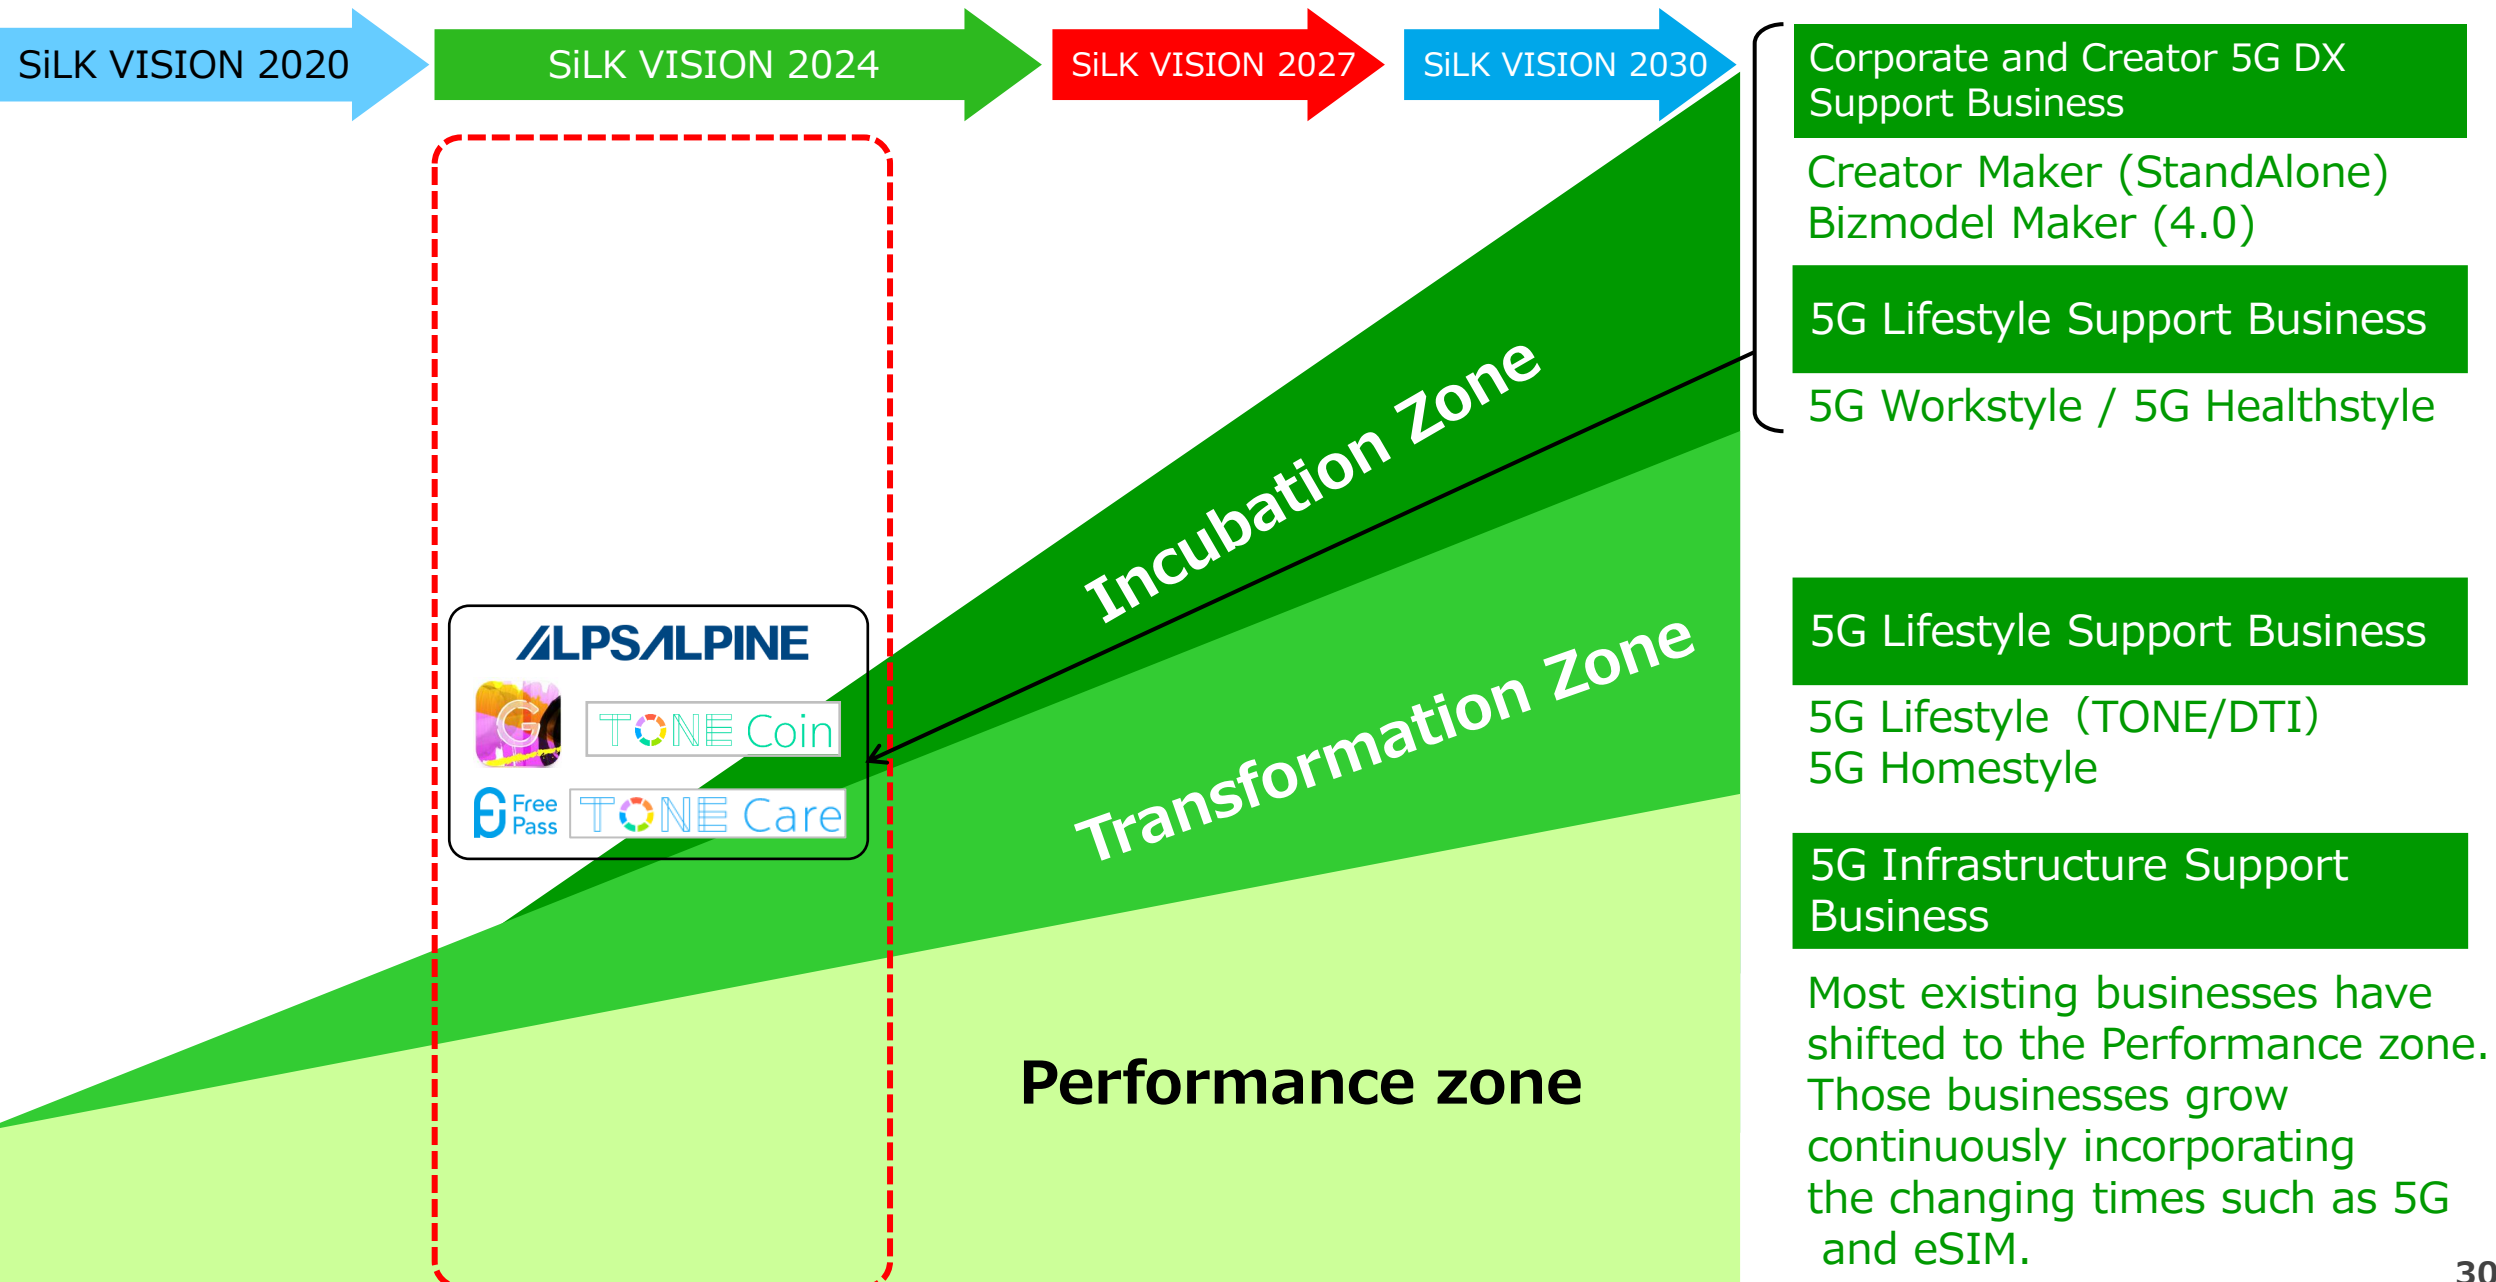 SiLK VISION 2020
SiLK VISION 2024
SiLK VISION 2027
SiLK VISION 2030
Corporate and Creator 5G DX
Support Business
Creator Maker (StandAlone)
Bizmodel Maker (4.0)
5G Lifestyle Support Business
5G Workstyle / 5G Healthstyle
Incubation Zone
ALPSALPINE
G
TONE Coin
Free
Pass
TONE Care
Transformation Zone
5G Lifestyle Support Business
5G Lifestyle（TONE/DTI）
5G Homestyle
5G Infrastructure Support
Business
Performance zone
Most existing businesses have
shifted to the Performance zone.
Those businesses grow
continuously incorporating
the changing times such as 5G
and eSIM.
30